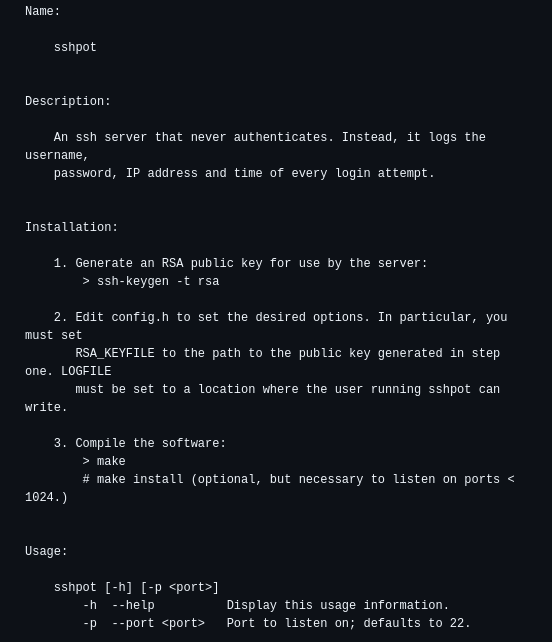 Name:
sshpot
Description:
An ssh server that never authenticates. Instead, it logs the
username,
password, IP address and time of every login attempt.
Installation:
1. Generate an RSA public key for use by the server:
> ssh-keygen -t rsa
2. Edit config.h to set the desired options. In particular, you
must set
RSA_KEYFILE to the path to the public key generated in step
one. LOGFILE
must be set to a location where the user running sshpot can
write.
3. Compile the software:
> make
# make install (optional, but necessary to listen on ports <
1024.)
Usage:
sshpot [-h] [-p <port>]
-h  --help          Display this usage information.
-p  --port <port>   Port to listen on; defaults to 22.